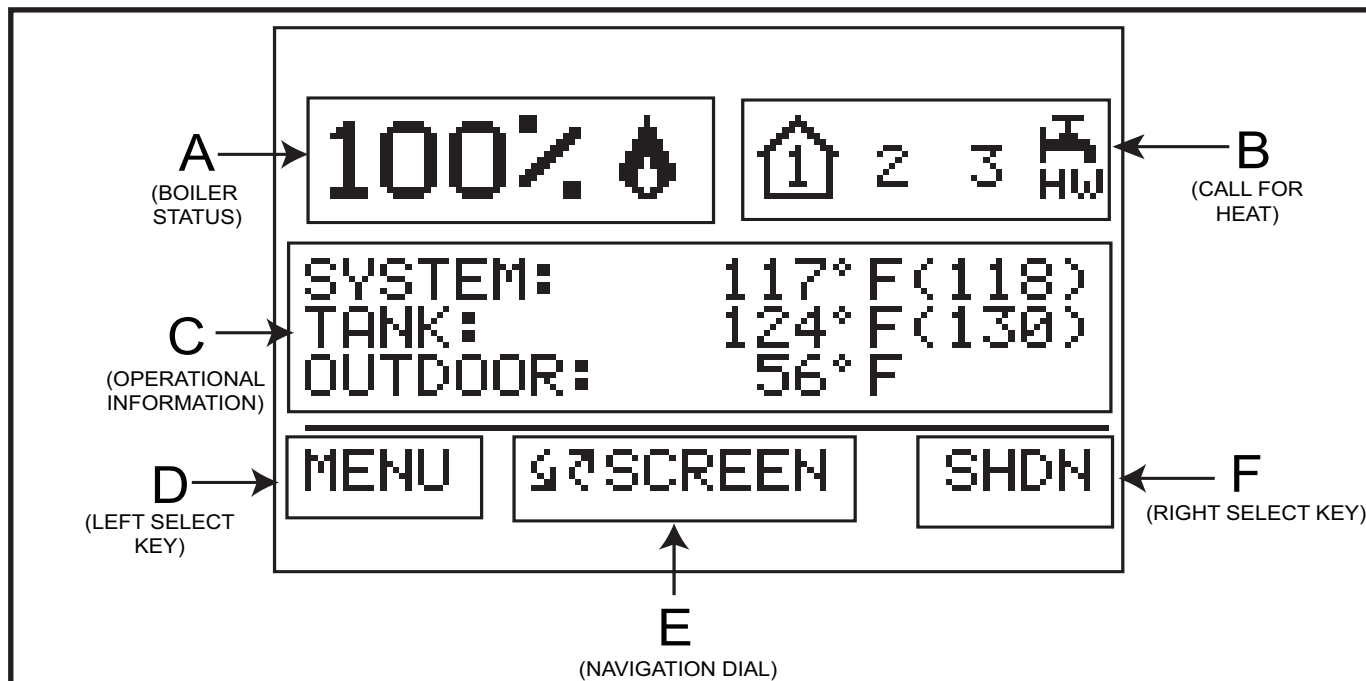 100%
1 2 3 HW
A
(BOILER
STATUS)
B
(CALL FOR
HEAT)
SYSTEM: 117°F(118)
TANK: 124°F(130)
OUTDOOR: 56°F
C
(OPERATIONAL
INFORMATION)
MENU SCREEN SHDN
D
(LEFT SELECT
KEY)
F
(RIGHT SELECT KEY)
E
(NAVIGATION DIAL)